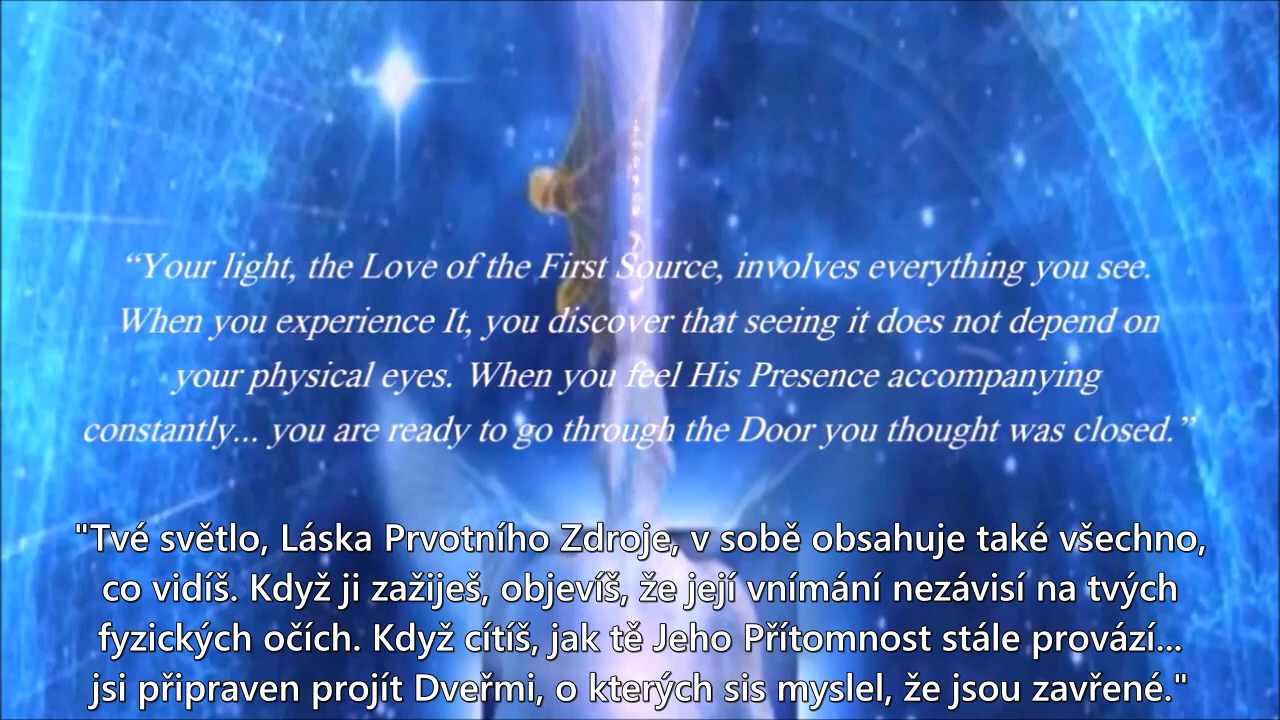 “Your light, the Love of the First Source, involves everything you see.
When you experience It, you discover that seeing it does not depend on
your physical eyes. When you feel His Presence accompanying
constantly... you are ready to go through the Door you thought was closed.”
"Tvé světlo, Láska Prvotního Zdroje, v sobě obsahuje také všechno,
co vidíš. Když ji zažiješ, objevíš, že její vnímání nezávisí na tvých
fyzických očích. Když cítíš, jak tě Jeho Přítomnost stále provází...
jsi připraven projít Dveřmi, o kterých sis myslel, že jsou zavřené."